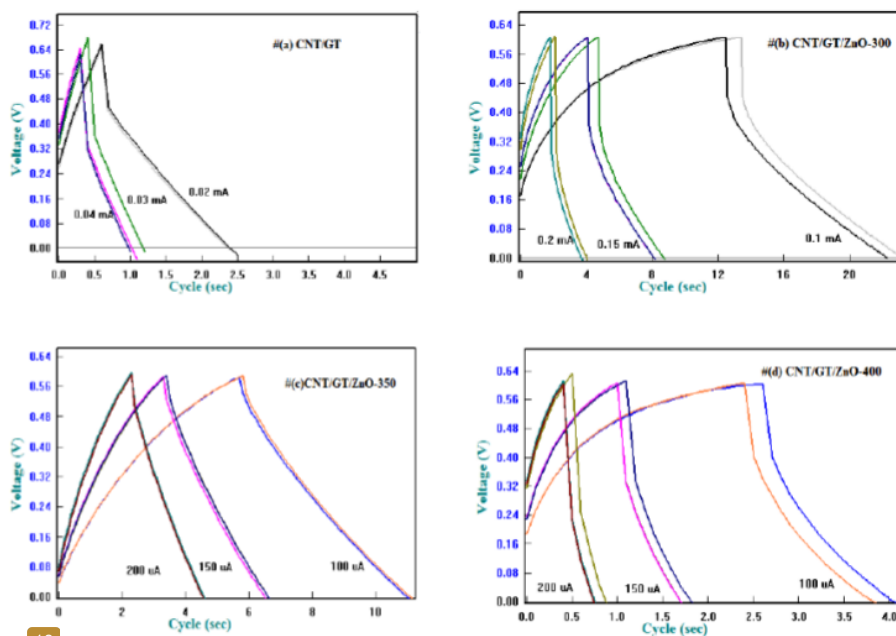 #(a) CNT/GT
Voltage (V)
0.72
0.64
0.56
0.48
0.40
0.32
0.24
0.16
0.08
0.00
0.04 mA
0.03 mA
0.02 mA
0.0 0.5 1.0 1.5 2.0 2.5 3.0 3.5 4.0 4.5
Cycle (sec)
#(b) CNT/GT/ZnO-300
Voltage (V)
0.64
0.56
0.48
0.40
0.32
0.24
0.16
0.08
0.00
0.2 mA
0.15 mA
0.1 mA
0 4 8 12 16 20
Cycle (sec)
#(c)CNT/GT/ZnO-350
Voltage (V)
0.64
0.56
0.48
0.40
0.32
0.24
0.16
0.08
0.00
200 uA
150 uA
100 uA
0 2 4 6 8 10
Cycle (sec)
#(d) CNT/GT/ZnO-400
Voltage (V)
0.64
0.56
0.48
0.40
0.32
0.24
0.16
0.08
0.00
200 uA
150 uA
100 uA
0.0 0.5 1.0 1.5 2.0 2.5 3.0 3.5 4.0
Cycle (sec)